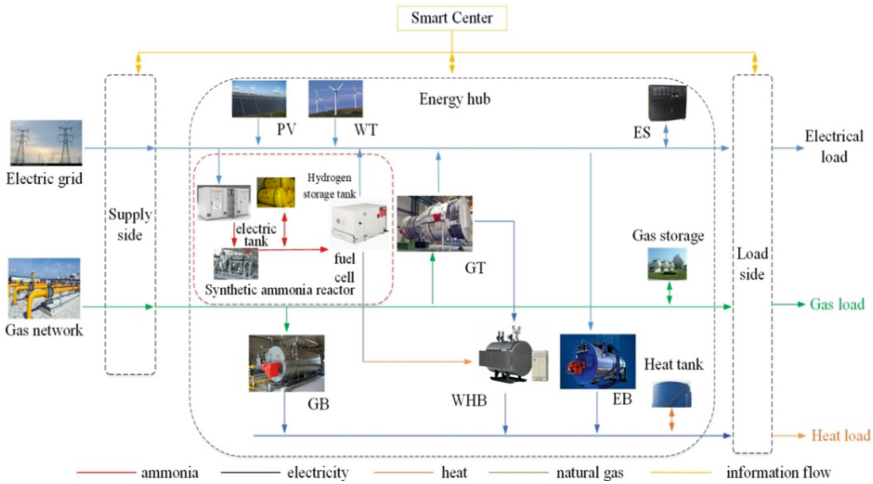 Smart Center
Energy hub
PV
WT
ES
Electric grid
Electrical
load
Hydrogen
storage tank
Supply
side
electric
tank
fuel
cell
Synthetic ammonia reactor
GT
Gas storage
Load
side
Gas network
Gas load
GB
WHB
EB
Heat tank
Heat load
ammonia
electricity
heat
natural gas
information flow